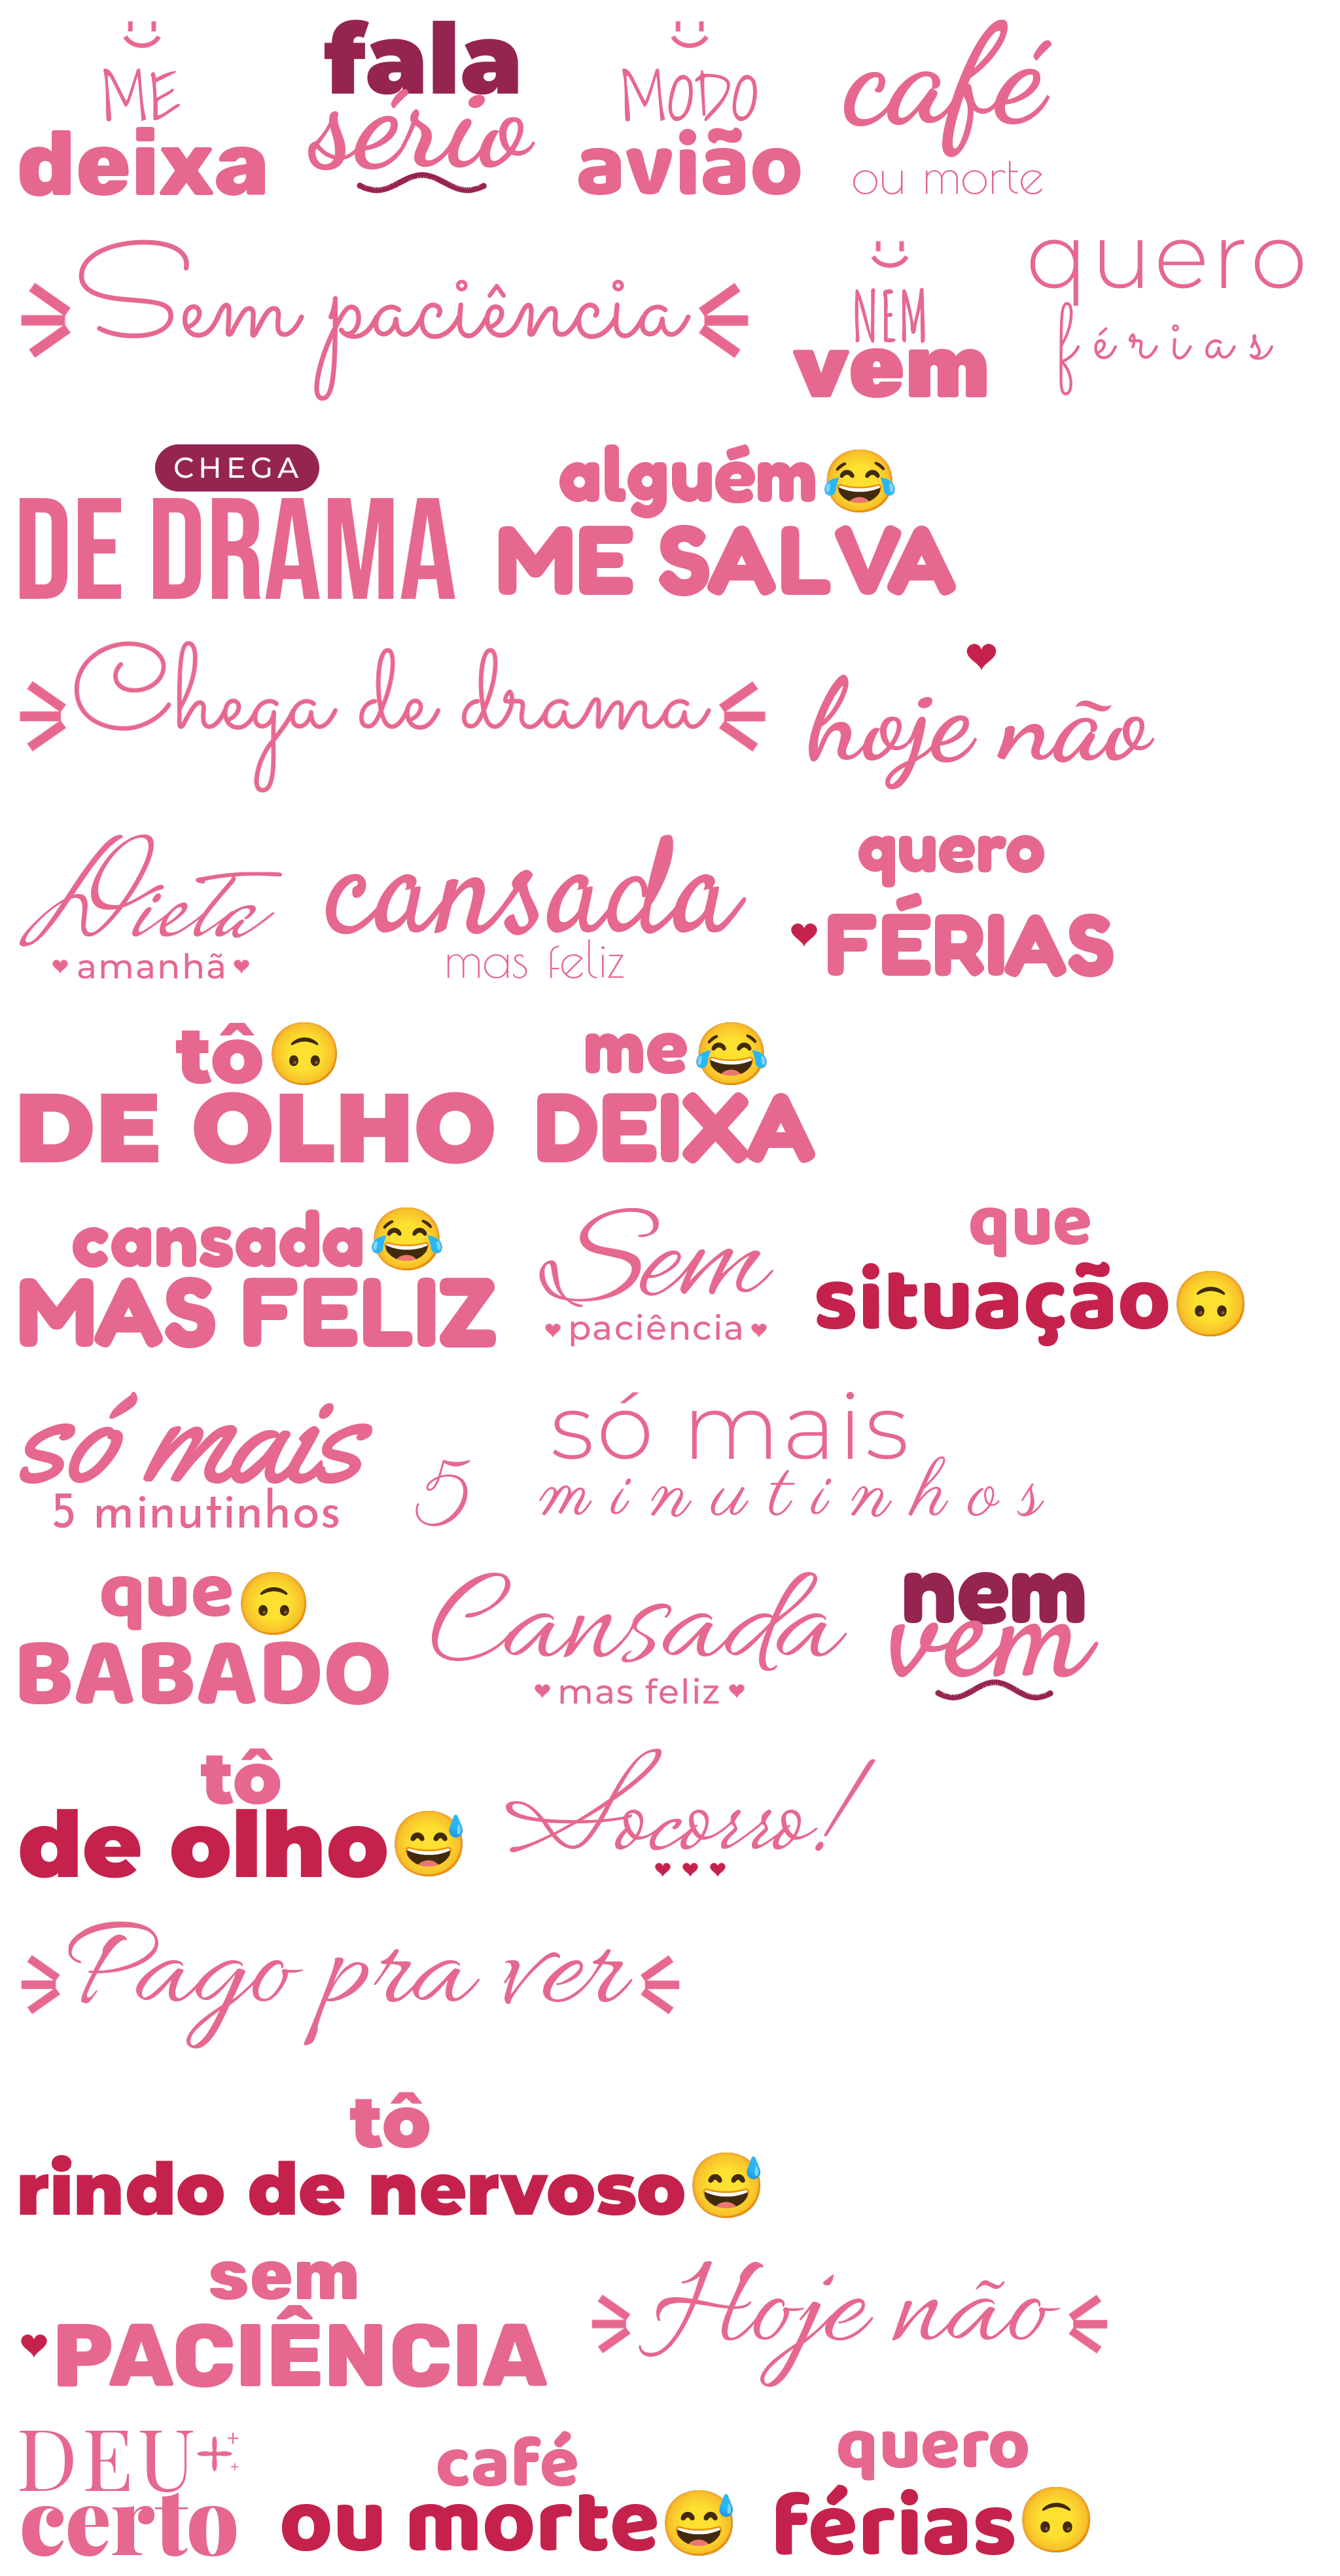 ME
deixa
fala
sério
MODO
avião
café
ou morte
Sem paciência
NEM
vem
quero
férias
CHEGA
DE DRAMA
alguém😂
ME SALVA
Chega de drama
hoje não
Dieta
amanhã
cansada
mas feliz
quero
FÉRIAS
tô🙃
DE OLHO
me😂
DEIXA
cansada😂
MAS FELIZ
Sem
paciência
que
situação🙃
só mais
5 minutinhos
só mais
5 minutinhos
que🙃
BABADO
Cansada
mas feliz
nem
vem
tô
de olho😅
Socorro!
Pago pra ver
tô
rindo de nervoso😅
sem
PACIÊNCIA
Hoje não
DEU
certo
café
ou morte😅
quero
férias🙃